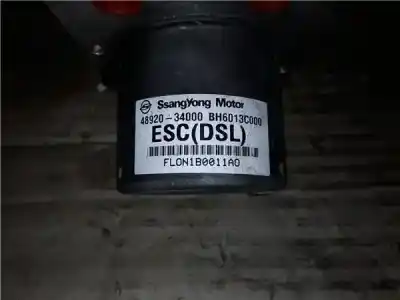 SsangYong Motor
48920-34000 BH6013C000
ESC(DSL)
FLON1B0011A0